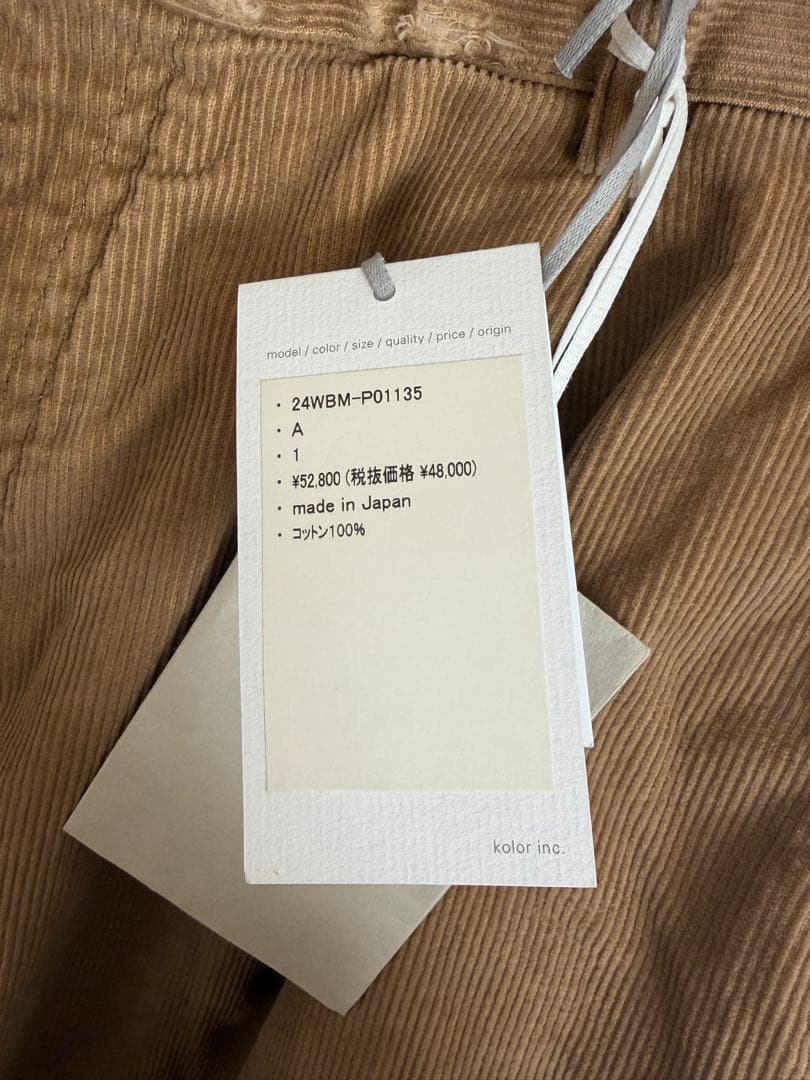 model / color / size / quality / price / origin
・ 24WBM-P01135
・ A
・ 1
・ ¥52,800 (税抜価格 ¥48,000)
・ made in Japan
・ コットン100%
kolor inc.